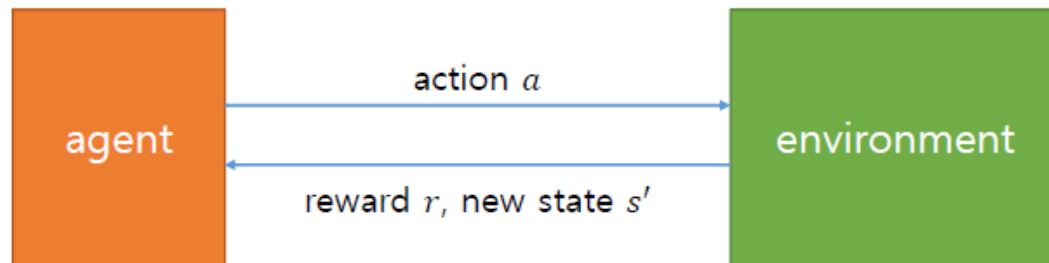 agent
action a
reward r, new state s′
environment